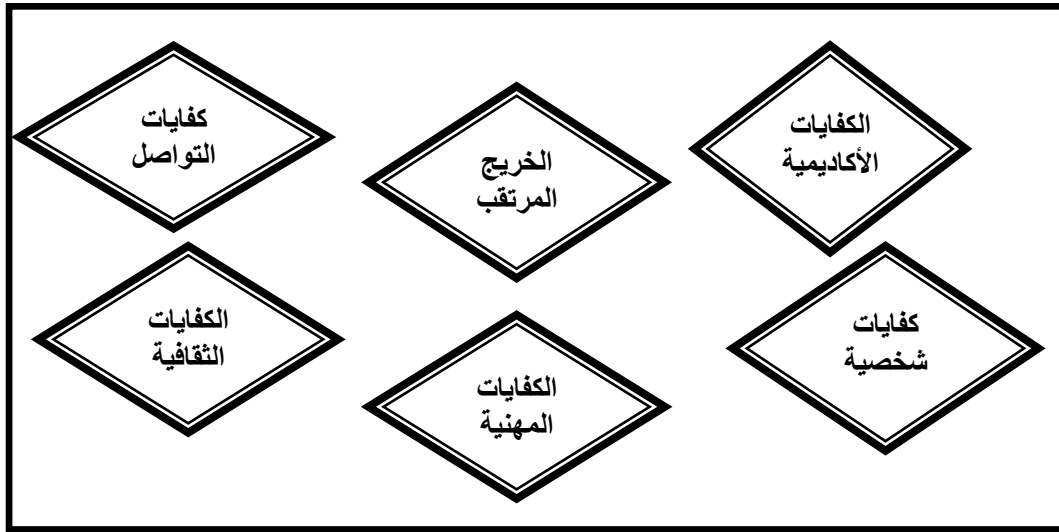 الكفايات
الأكاديمية
الخريج
المرتقب
كفايات
التواصل
كفايات
شخصية
الكفايات
المهنية
الكفايات
الثقافية